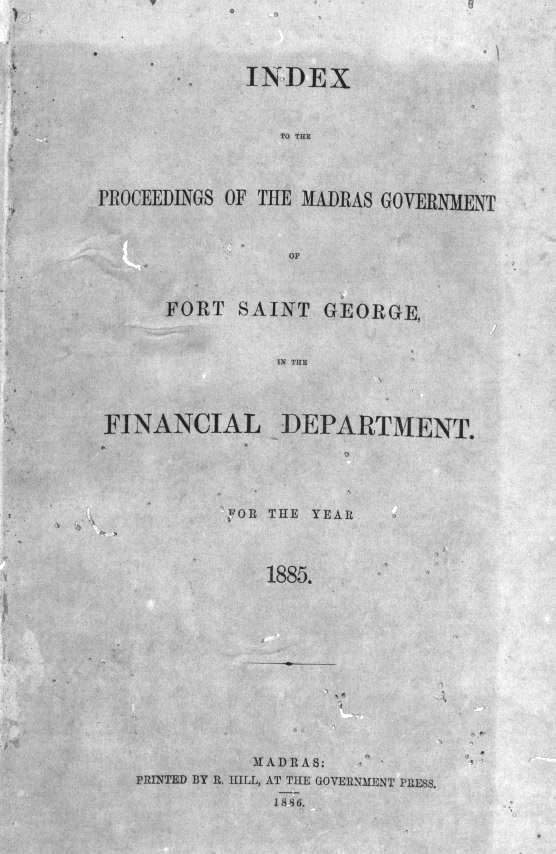 INDEX
TO THE
PROCEEDINGS OF THE MADRAS GOVERNMENT
OF
FORT SAINT GEORGE,
IN THE
FINANCIAL DEPARTMENT.
FOR THE YEAR
1885.
MADRAS:
PRINTED BY R. HILL, AT THE GOVERNMENT PRESS.
1886.